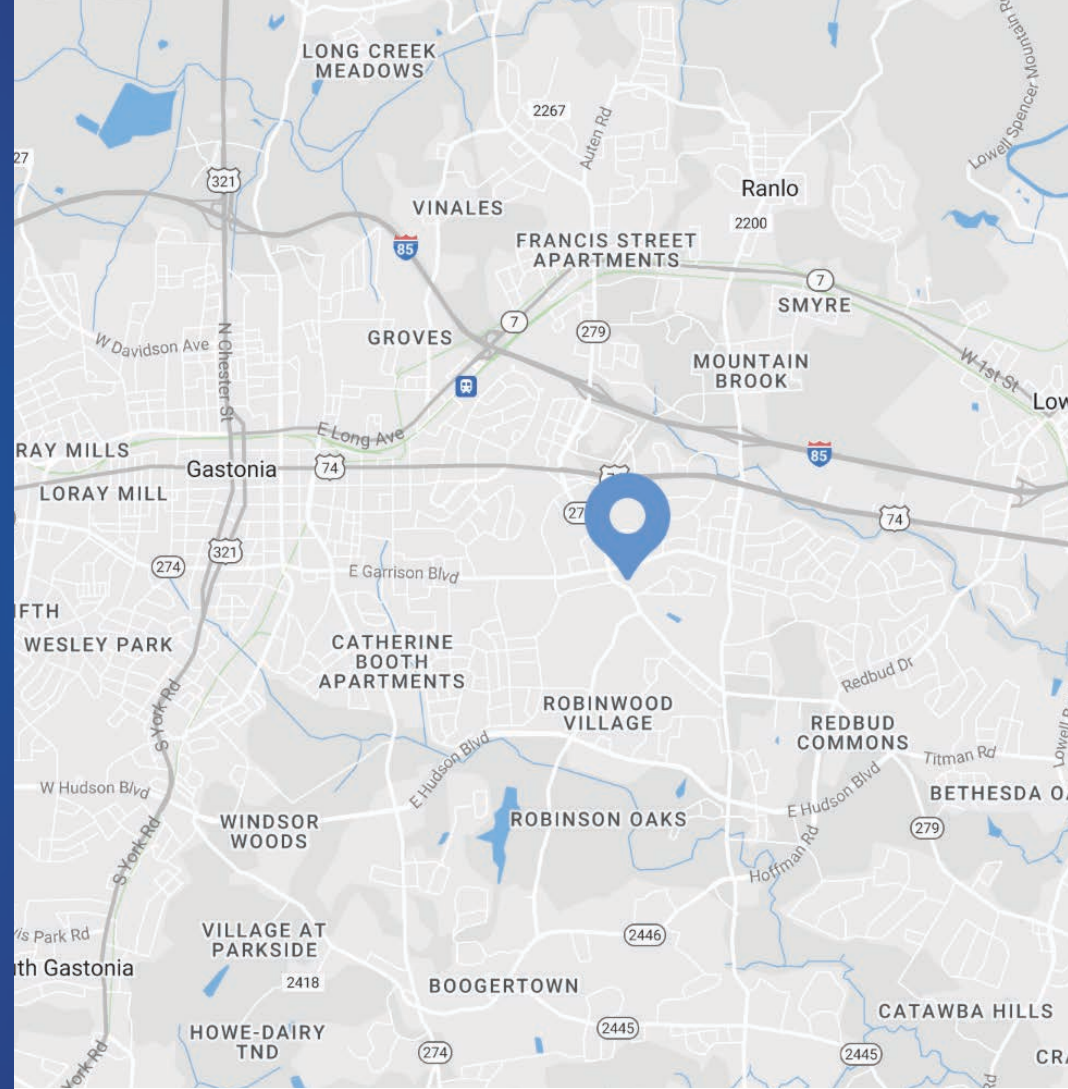 LONG CREEK
MEADOWS
2267
Auten Rd
Lowell Spencer Mountain
27
321
Ranlo
VINALES
2200
85
FRANCIS STREET
APARTMENTS
7
SMYRE
7
279
N Chester St
W Davidson Ave
GROVES
MOUNTAIN
BROOK
W 1st St
E Long Ave
RAY MILLS
Gastonia
74
85
LORAY MILL
74
321
274
E Garrison Blvd
WESLEY PARK
CATHERINE
BOOTH
APARTMENTS
Redbud Dr
S York Rd
ROBINWOOD
VILLAGE
REDBUD
COMMONS
E Hudson Blvd
Titman Rd
W Hudson Blvd
E Hudson Blvd
BETHESDA
WINDSOR
WOODS
ROBINSON OAKS
279
S York Rd
Hoffman Rd
VILLAGE AT
PARKSIDE
2446
Park Rd
Gastonia
2418
BOOGERTOWN
CATAWBA HILLS
HOWE-DAIRY
TND
2445
274
2445
York Rd